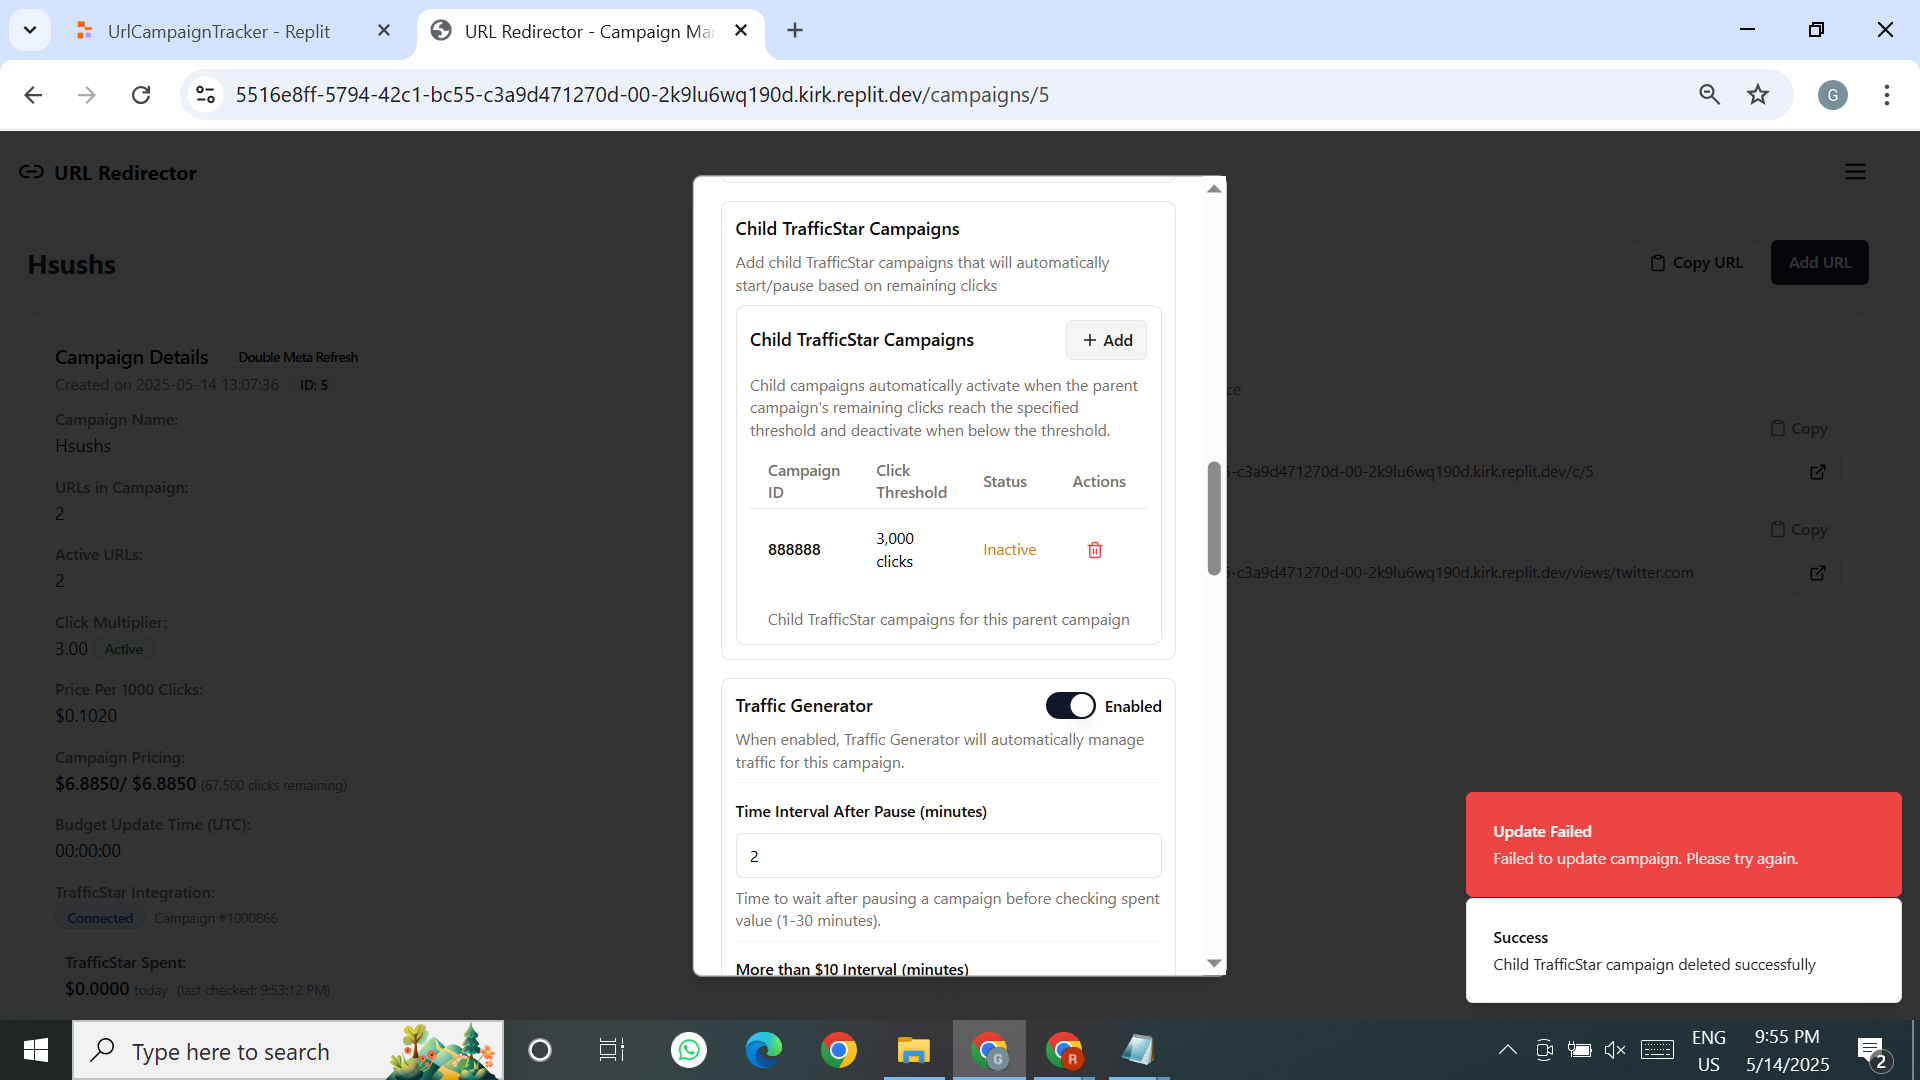 UrlCampaignTracker - Replit
URL Redirector - Campaign Ma
5516e8ff-5794-42c1-bc55-c3a9d471270d-00-2k9lu6wq190d.kirk.replit.dev/campaigns/5
G
URL Redirector
Hsushs
Copy URL
Add URL
Campaign Details
Double Meta Refresh
Created on 2025-05-14 13:07:36
ID: 5
Campaign Name:
Hsushs
URLs in Campaign:
2
Active URLs:
2
Click Multiplier:
3.00 Active
Price Per 1000 Clicks:
$0.1020
Campaign Pricing:
$6.8850/ $6.8850 (67,500 clicks remaining)
Budget Update Time (UTC):
00:00:00
TrafficStar Integration:
Connected Campaign #1000866
TrafficStar Spent:
$0.0000 today (last checked: 9:53:12 PM)
Child TrafficStar Campaigns
Add child TrafficStar campaigns that will automatically
start/pause based on remaining clicks
Child TrafficStar Campaigns
+ Add
Child campaigns automatically activate when the parent
campaign's remaining clicks reach the specified
threshold and deactivate when below the threshold.
Campaign ID
Click Threshold
Status
Actions
888888
3,000 clicks
Inactive
Child TrafficStar campaigns for this parent campaign
Traffic Generator
Enabled
When enabled, Traffic Generator will automatically manage
traffic for this campaign.
Time Interval After Pause (minutes)
2
Time to wait after pausing a campaign before checking spent
value (1-30 minutes).
More than $10 Interval (minutes)
ce
Copy
-c3a9d471270d-00-2k9lu6wq190d.kirk.replit.dev/c/5
Copy
-c3a9d471270d-00-2k9lu6wq190d.kirk.replit.dev/views/twitter.com
Update Failed
Failed to update campaign. Please try again.
Success
Child TrafficStar campaign deleted successfully
Type here to search
G
R
ENG
US
9:55 PM
5/14/2025
2